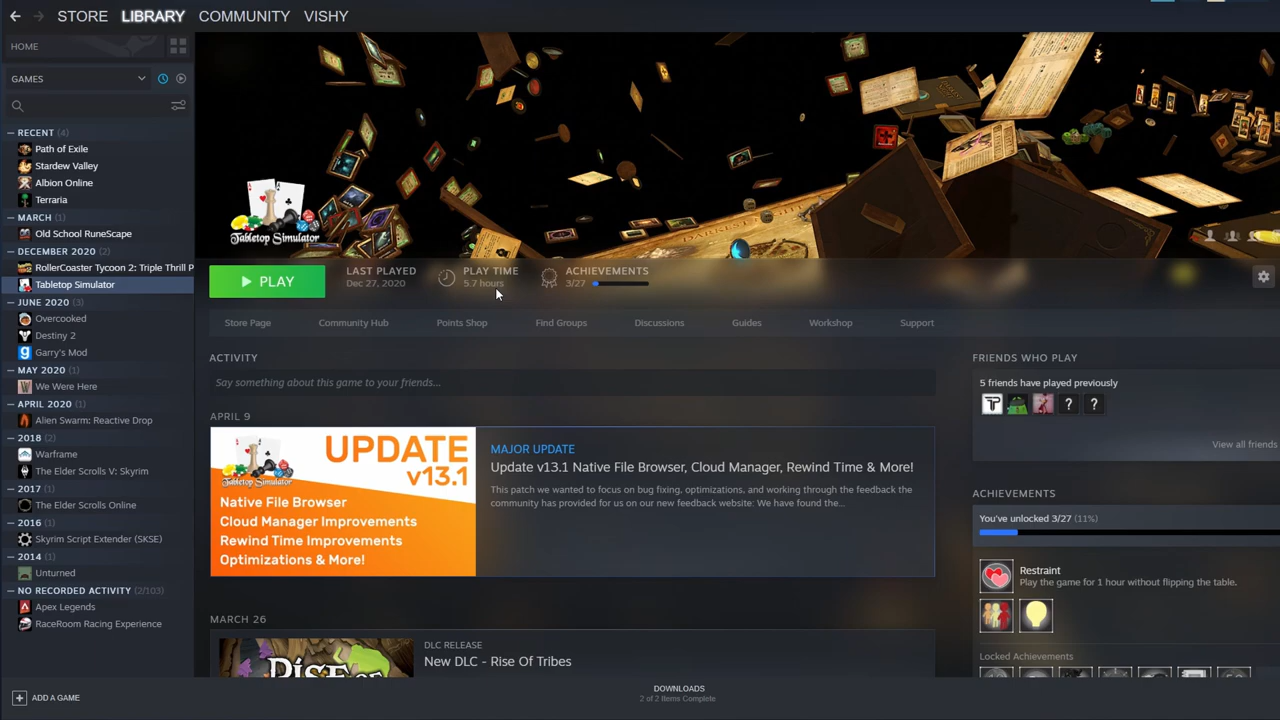 STORE LIBRARY COMMUNITY VISHY
HOME
GAMES
— RECENT (4)
Path of Exile
Stardew Valley
Albion Online
Terraria
— MARCH (1)
Old School RuneScape
— DECEMBER 2020 (2)
RollerCoaster Tycoon 2: Triple Thrill P
Tabletop Simulator
— JUNE 2020 (3)
Overcooked
Destiny 2
Garry's Mod
— MAY 2020 (1)
We Were Here
— APRIL 2020 (1)
Alien Swarm: Reactive Drop
— 2018 (2)
Warframe
The Elder Scrolls V: Skyrim
— 2017 (1)
The Elder Scrolls Online
— 2016 (1)
Skyrim Script Extender (SKSE)
— 2014 (1)
Unturned
— NO RECORDED ACTIVITY (2/103)
Apex Legends
RaceRoom Racing Experience
ADD A GAME
Tabletop Simulator
PLAY
LAST PLAYED
Dec 27, 2020
PLAY TIME
5.7 hours
ACHIEVEMENTS
3/27
Store Page Community Hub Points Shop Find Groups Discussions Guides Workshop Support
ACTIVITY
Say something about this game to your friends...
APRIL 9
Tabletop Simulator
UPDATE
v13.1
Native File Browser
Cloud Manager Improvements
Rewind Time Improvements
Optimizations & More!
MAJOR UPDATE
Update v13.1 Native File Browser, Cloud Manager, Rewind Time & More!
This patch we wanted to focus on bug fixing, optimizations, and working through the feedback the
community has provided for us on our new feedback website: We have found the...
MARCH 26
DLC RELEASE
New DLC - Rise Of Tribes
FRIENDS WHO PLAY
5 friends have played previously
? ?
View all friends
ACHIEVEMENTS
You've unlocked 3/27 (11%)
Restraint
Play the game for 1 hour without flipping the table.
Locked Achievements
DOWNLOADS
2 of 2 Items Complete